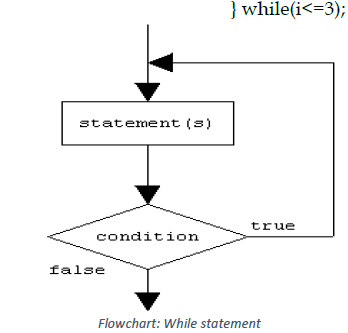 } while(i<=3);
statement(s)
true
condition
false
Flowchart: While statement